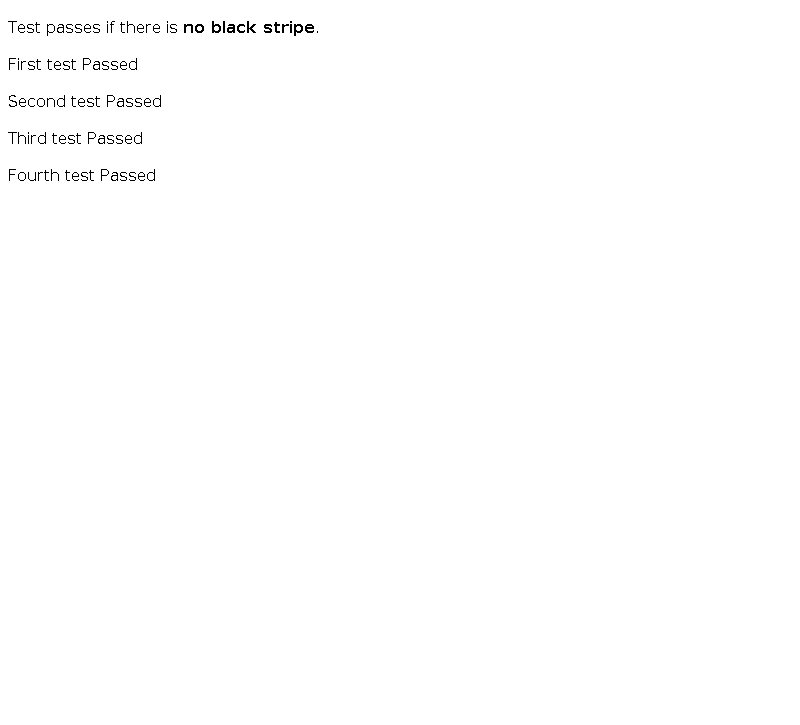 Test passes if there is no black stripe.
First test Passed
Second test Passed
Third test Passed
Fourth test Passed